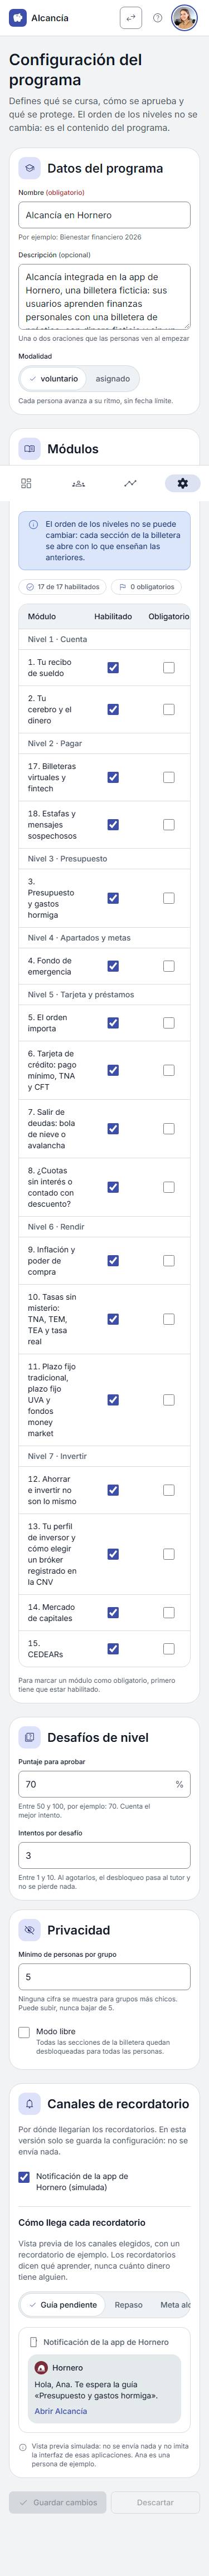 Alcancía
Configuración del
programa
Defines qué se cursa, cómo se aprueba y
qué se protege. El orden de los niveles no se
cambia: es el contenido del programa.
Datos del programa
Nombre (obligatorio)
Alcancía en Hornero
Por ejemplo: Bienestar financiero 2026
Descripción (opcional)
Alcancía integrada en la app de
Hornero, una billetera ficticia: sus
usuarios aprenden finanzas
personales con una billetera de
Una o dos oraciones que las personas ven al empezar
Modalidad
voluntario
asignado
Cada persona avanza a su ritmo, sin fecha límite.
Módulos
El orden de los niveles no se puede
cambiar: cada sección de la billetera
se abre con lo que enseñan las
anteriores.
17 de 17 habilitados
0 obligatorios
Módulo Habilitado Obligatorio
Nivel 1 · Cuenta
1. Tu recibo
de sueldo
2. Tu
cerebro y el
dinero
Nivel 2 · Pagar
17. Billeteras
virtuales y
fintech
18. Estafas y
mensajes
sospechosos
Nivel 3 · Presupuesto
3.
Presupuesto
y gastos
hormiga
Nivel 4 · Apartados y metas
4. Fondo de
emergencia
Nivel 5 · Tarjeta y préstamos
5. El orden
importa
6. Tarjeta de
crédito: pago
mínimo, TNA
y CFT
7. Salir de
deudas: bola
de nieve o
avalancha
8. ¿Cuotas
sin interés o
contado con
descuento?
Nivel 6 · Rendir
9. Inflación y
poder de
compra
10. Tasas sin
misterio:
TNA, TEM,
TEA y tasa
real
11. Plazo fijo
tradicional,
plazo fijo
UVA y
fondos
money
market
Nivel 7 · Invertir
12. Ahorrar
e invertir no
son lo mismo
13. Tu perfil
de inversor y
cómo elegir
un bróker
registrado en
la CNV
14. Mercado
de capitales
15.
CEDEARs
Para marcar un módulo como obligatorio, primero
tiene que estar habilitado.
Desafíos de nivel
Puntaje para aprobar
70 %
Entre 50 y 100, por ejemplo: 70. Cuenta el
mejor intento.
Intentos por desafío
3
Entre 1 y 10. Al agotarlos, el desbloqueo pasa al tutor y
no se pierde nada.
Privacidad
Mínimo de personas por grupo
5
Ninguna cifra se muestra para grupos más chicos.
Puede subir, nunca bajar de 5.
Modo libre
Todas las secciones de la billetera quedan
desbloqueadas para todas las personas.
Canales de recordatorio
Por dónde llegarían los recordatorios. En esta
versión solo se guarda la configuración: no se
envía nada.
Notificación de la app de
Hornero (simulada)
Cómo llega cada recordatorio
Vista previa de los canales elegidos, con un
recordatorio de ejemplo. Los recordatorios
dicen qué aprender, nunca cuánto dinero
tiene alguien.
Guía pendiente
Repaso
Meta
Notificación de la app de Hornero
Hornero
Hola, Ana. Te espera la guía
«Presupuesto y gastos hormiga».
Abrir Alcancía
Vista previa simulada: no se envía nada y no imita
la interfaz de esas aplicaciones. Ana es una
persona de ejemplo.
Guardar cambios
Descartar